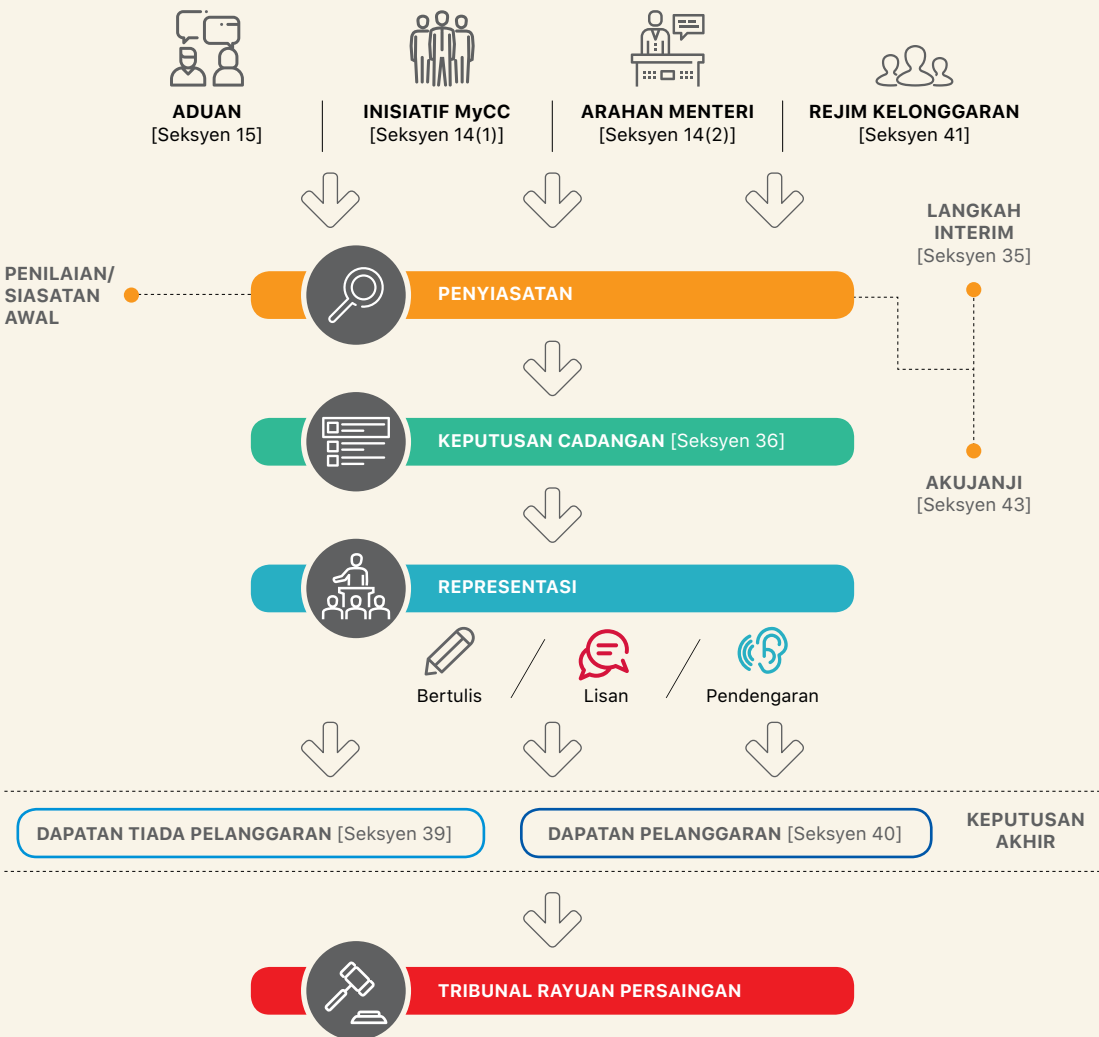 ADUAN
[Seksyen 15]
INISIATIF MyCC
[Seksyen 14(1)]
ARAHAN MENTERI
[Seksyen 14(2)]
REJIM KELONGGARAN
[Seksyen 41]
LANGKAH
INTERIM
[Seksyen 35]
PENILAIAN/
SIASATAN
AWAL
PENYIASATAN
KEPUTUSAN CADANGAN [Seksyen 36]
AKUJANJI
[Seksyen 43]
REPRESENTASI
Bertulis
Lisan
Pendengaran
DAPATAN TIADA PELANGGARAN [Seksyen 39]
DAPATAN PELANGGARAN [Seksyen 40]
KEPUTUSAN
AKHIR
TRIBUNAL RAYUAN PERSAINGAN